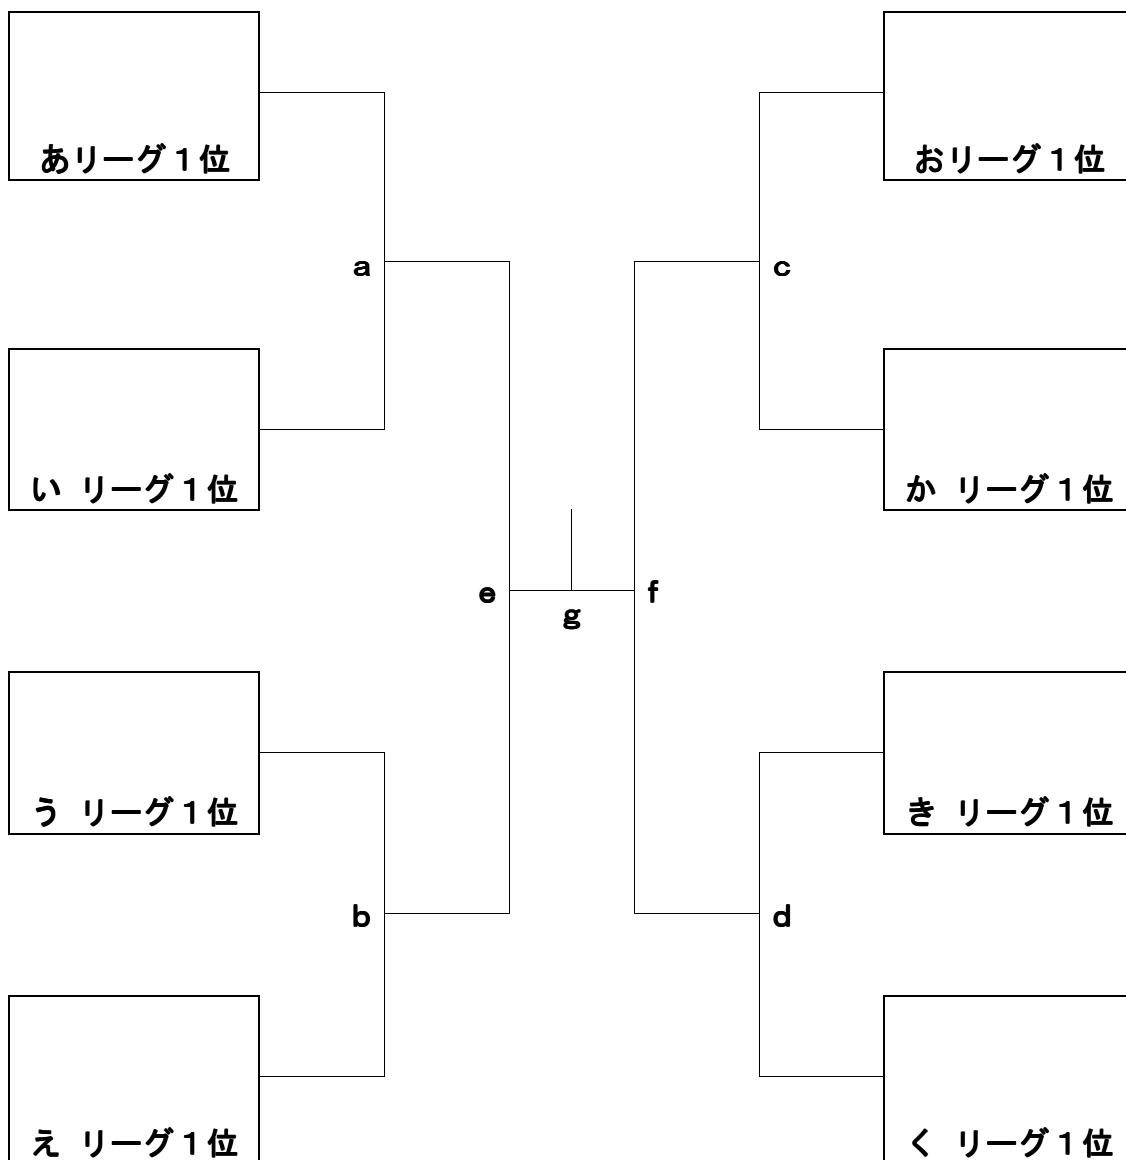 あリーグ１位
おリーグ１位
a
c
い リーグ１位
か リーグ１位
e
f
g
う リーグ１位
き リーグ１位
b
d
え リーグ１位
く リーグ１位